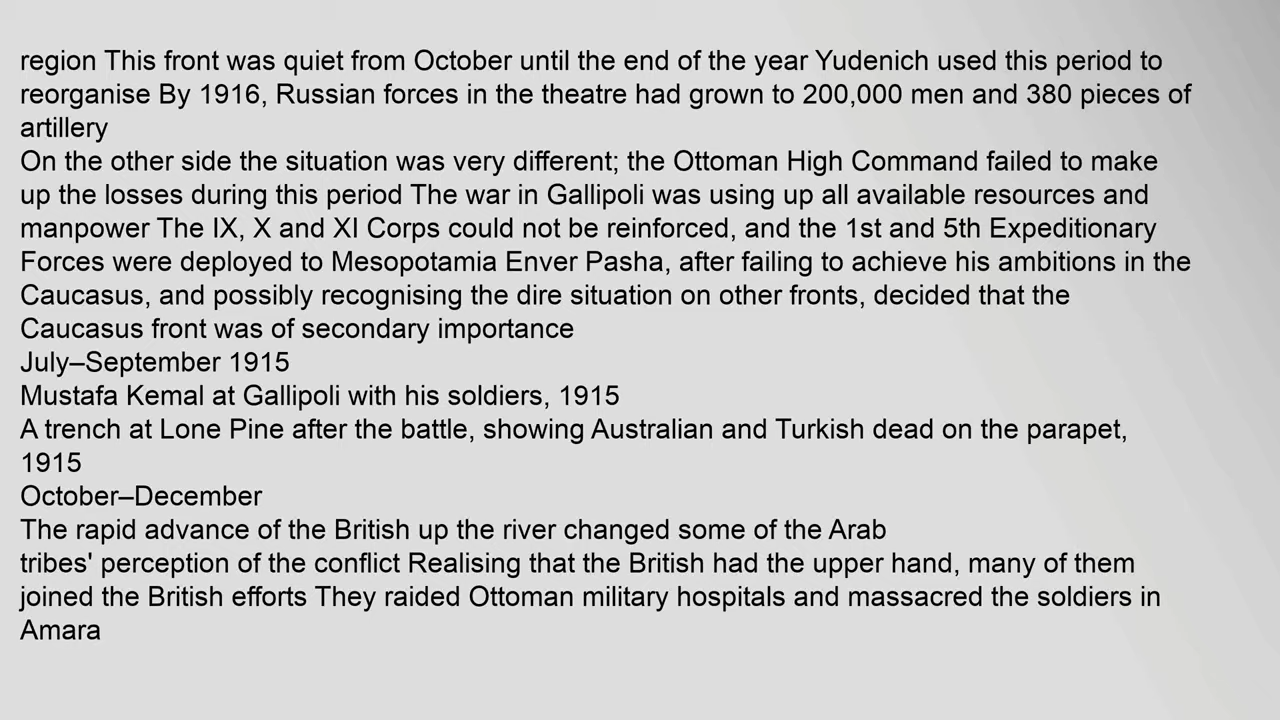 region This front was quiet from October until the end of the year Yudenich used this period to
reorganise By 1916, Russian forces in the theatre had grown to 200,000 men and 380 pieces of
artillery
On the other side the situation was very different; the Ottoman High Command failed to make
up the losses during this period The war in Gallipoli was using up all available resources and
manpower The IX, X and XI Corps could not be reinforced, and the 1st and 5th Expeditionary
Forces were deployed to Mesopotamia Enver Pasha, after failing to achieve his ambitions in the
Caucasus, and possibly recognising the dire situation on other fronts, decided that the
Caucasus front was of secondary importance
July–September 1915
Mustafa Kemal at Gallipoli with his soldiers, 1915
A trench at Lone Pine after the battle, showing Australian and Turkish dead on the parapet,
1915
October–December
The rapid advance of the British up the river changed some of the Arab
tribes' perception of the conflict Realising that the British had the upper hand, many of them
joined the British efforts They raided Ottoman military hospitals and massacred the soldiers in
Amara